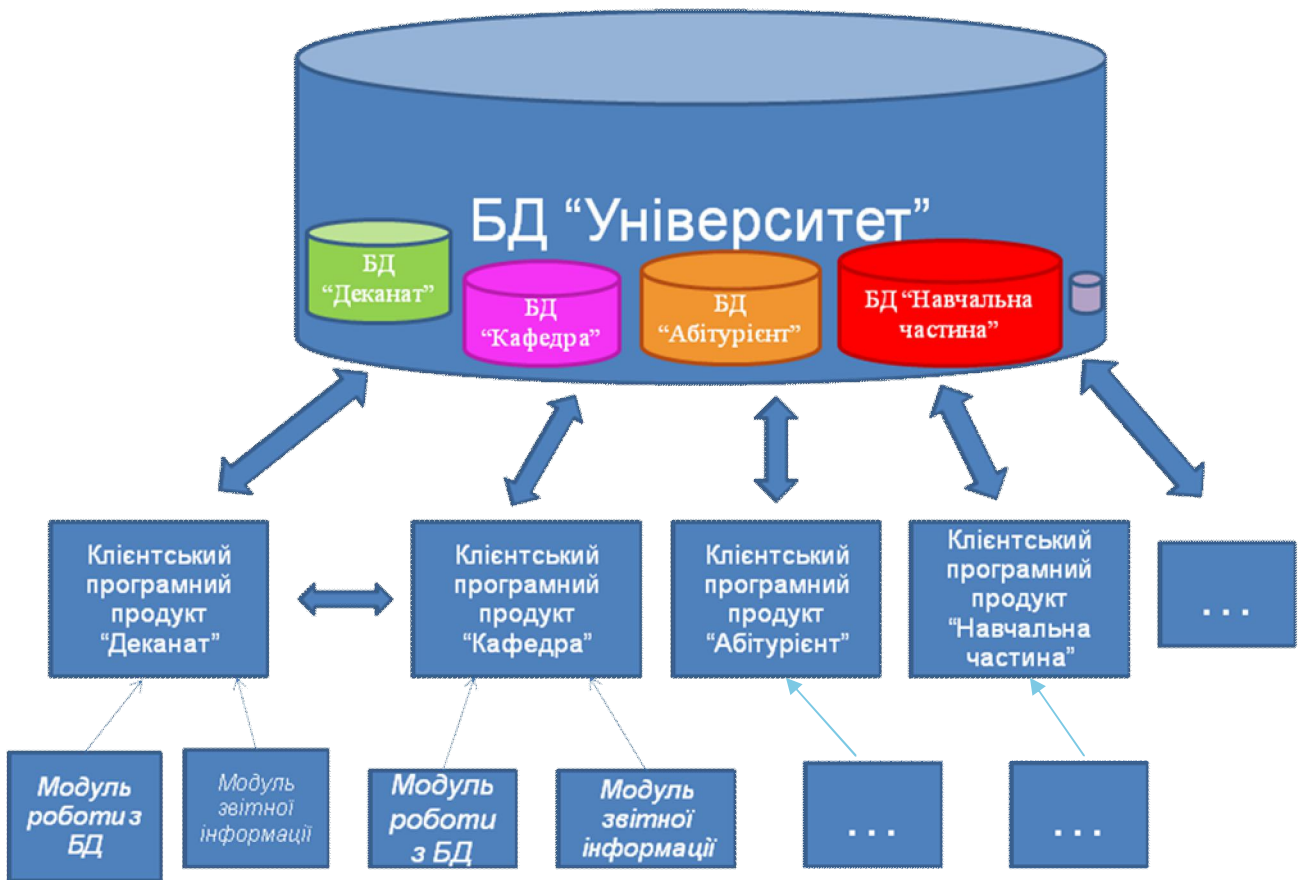 БД “Університет”
БД
“Деканат”
БД
“Кафедра”
БД
“Абітурієнт”
БД “Навчальна
частина”
Клієнтський
програмний
продукт
“Деканат”
Клієнтський
програмний
продукт
“Кафедра”
Клієнтський
програмний
продукт
“Абітурієнт”
Клієнтський
програмний
продукт
“Навчальна
частина”
...
Модуль
роботи з
БД
Модуль
звітної
інформації
Модуль
роботи
з БД
Модуль
звітної
інформації
...
...